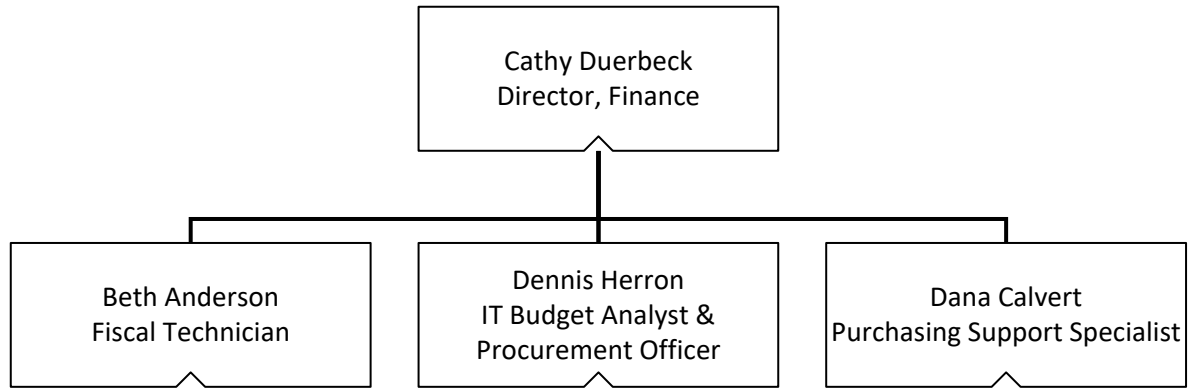 Cathy Duerbeck
Director, Finance
Beth Anderson
Fiscal Technician
Dennis Herron
IT Budget Analyst &
Procurement Officer
Dana Calvert
Purchasing Support Specialist